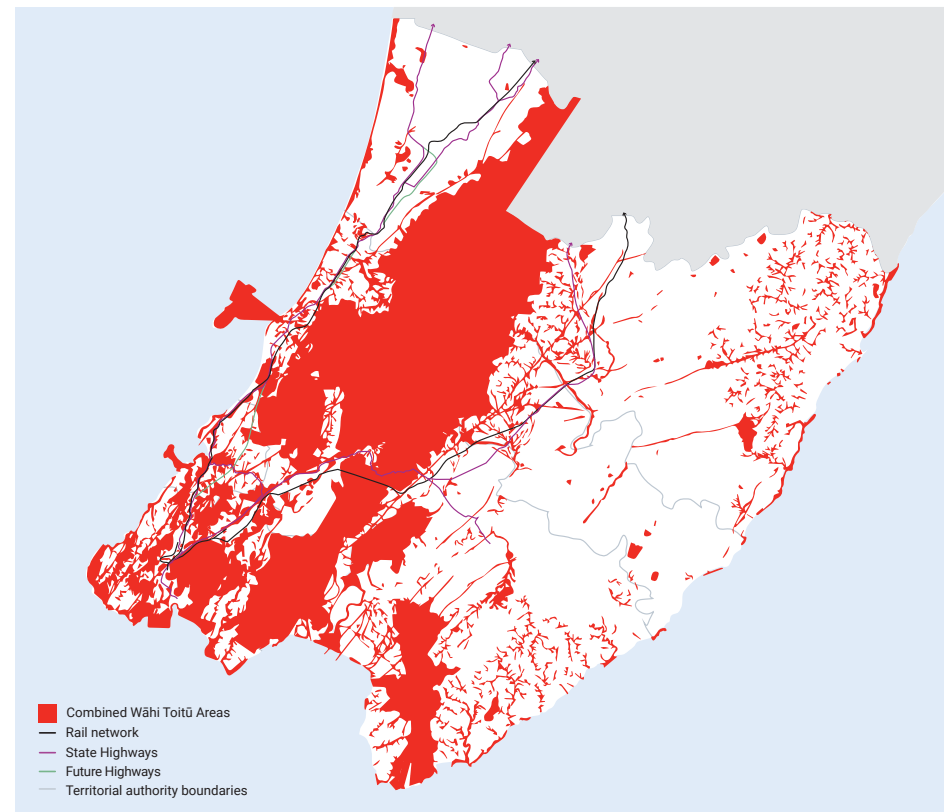 Combined Wāhi Toitū Areas
Rail network
State Highways
Future Highways
Territorial authority boundaries